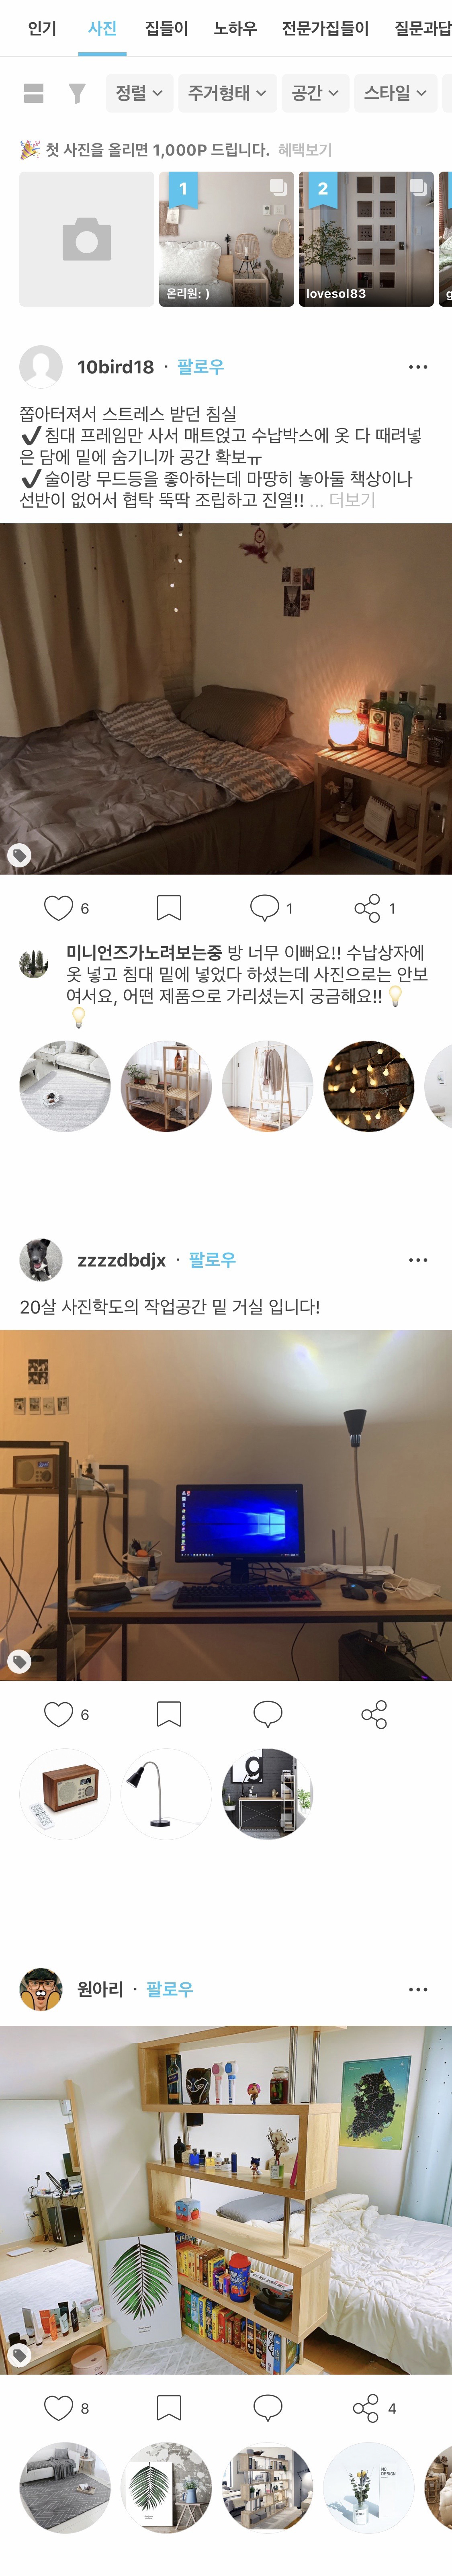 인기 사진 집들이 노하우 전문가집들이 질문과답
정렬 주거형태 공간 스타일
첫 사진을 올리면 1,000P 드립니다. 혜택보기
1 2
온리원: ) lovesol83 g
10bird18 · 팔로우
쫍아터져서 스트레스 받던 침실
✔침대 프레임만 사서 매트얹고 수납박스에 옷 다 때려넣
은 담에 밑에 숨기니까 공간 확보ㅠ
✔술이랑 무드등을 좋아하는데 마땅히 놓아둘 책상이나
선반이 없어서 협탁 뚝딱 조립하고 진열!! ... 더보기
6 1 1
미니언즈가노려보는중 방 너무 이뻐요!! 수납상자에
옷 넣고 침대 밑에 넣었다 하셨는데 사진으로는 안보
여서요, 어떤 제품으로 가리셨는지 궁금해요!! 💡
💡
zzzzdbdjx · 팔로우
20살 사진학도의 작업공간 밑 거실 입니다!
6
9
원아리 · 팔로우
8 4